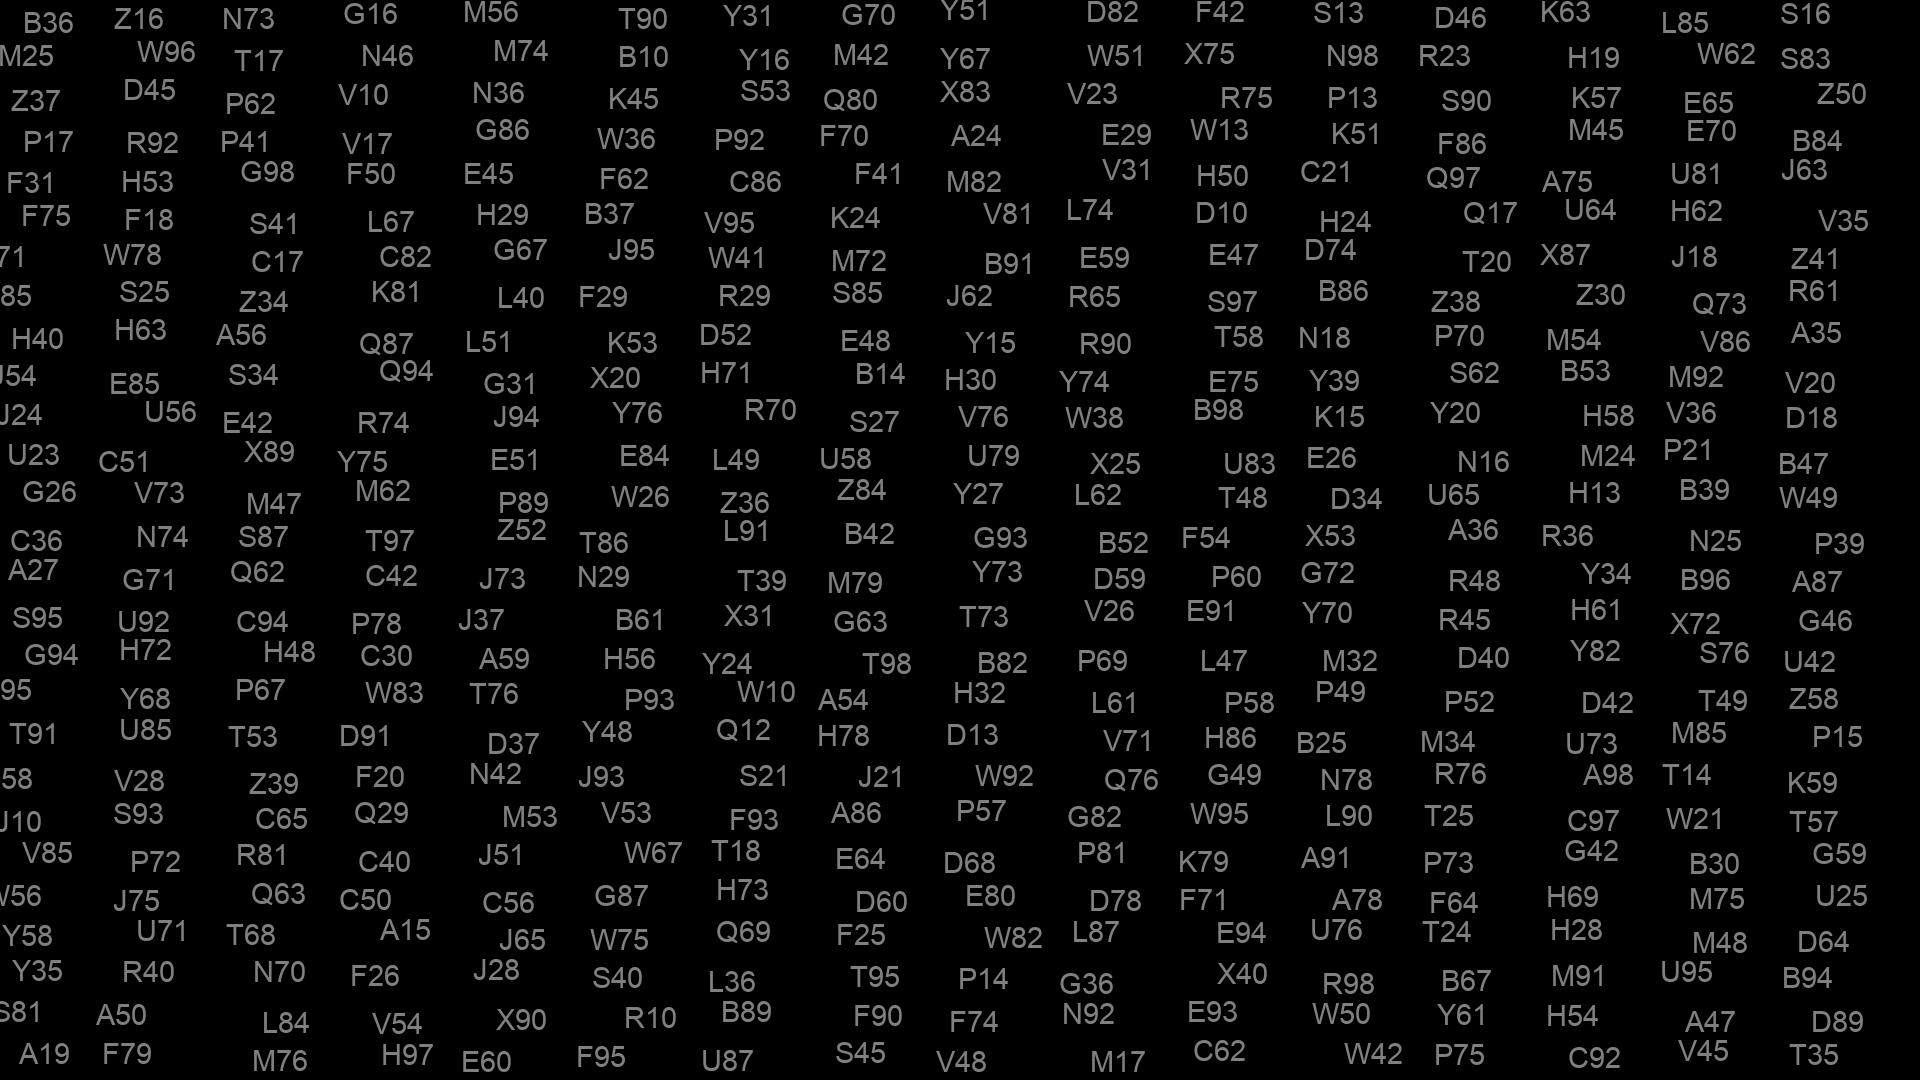 B36 Z16 N73 G16 M56 T90 Y31 G70 Y51 D82 F42 S13 D46 K63 L85 S16
M25 W96 T17 N46 M74 B10 Y16 M42 Y67 W51 X75 N98 R23 H19 W62 S83
Z37 D45 P62 V10 N36 K45 S53 Q80 X83 V23 R75 P13 S90 K57 E65 Z50
P17 R92 P41 V17 G86 W36 P92 F70 A24 E29 W13 K51 F86 M45 E70 B84
F31 H53 G98 F50 E45 F62 C86 F41 M82 V31 H50 C21 Q97 A75 U81 J63
F75 F18 S41 L67 H29 B37 V95 K24 V81 L74 D10 H24 Q17 U64 H62 V35
71 W78 C17 C82 G67 J95 W41 M72 B91 E59 E47 D74 T20 X87 J18 Z41
85 S25 Z34 K81 L40 F29 R29 S85 J62 R65 S97 B86 Z38 Z30 Q73 R61
H40 H63 A56 Q87 L51 K53 D52 E48 Y15 R90 T58 N18 P70 M54 V86 A35
54 E85 S34 Q94 G31 X20 H71 B14 H30 Y74 E75 Y39 S62 B53 M92 V20
J24 U56 E42 R74 J94 Y76 R70 S27 V76 W38 B98 K15 Y20 H58 V36 D18
U23 C51 X89 Y75 E51 E84 L49 U58 U79 X25 U83 E26 N16 M24 P21 B47
G26 V73 M47 M62 P89 W26 Z36 Z84 Y27 L62 T48 D34 U65 H13 B39 W49
C36 N74 S87 T97 Z52 T86 L91 B42 G93 B52 F54 X53 A36 R36 N25 P39
A27 G71 Q62 C42 J73 N29 T39 M79 Y73 D59 P60 G72 R48 Y34 B96 A87
S95 U92 C94 P78 J37 B61 X31 G63 T73 V26 E91 Y70 R45 H61 X72 G46
G94 H72 H48 C30 A59 H56 Y24 T98 B82 P69 L47 M32 D40 Y82 S76 U42
95 Y68 P67 W83 T76 P93 W10 A54 H32 L61 P58 P49 P52 D42 T49 Z58
T91 U85 T53 D91 D37 Y48 Q12 H78 D13 V71 H86 B25 M34 U73 M85 P15
58 V28 Z39 F20 N42 J93 S21 J21 W92 Q76 G49 N78 R76 A98 T14 K59
J10 S93 C65 Q29 M53 V53 F93 A86 P57 G82 W95 L90 T25 C97 W21 T57
V85 P72 R81 C40 J51 W67 T18 E64 D68 P81 K79 A91 P73 G42 B30 G59
W56 J75 Q63 C50 C56 G87 H73 D60 E80 D78 F71 A78 F64 H69 M75 U25
Y58 U71 T68 A15 J65 W75 Q69 F25 W82 L87 E94 U76 T24 H28 M48 D64
Y35 R40 N70 F26 J28 S40 L36 T95 P14 G36 X40 R98 B67 M91 U95 B94
S81 A50 L84 V54 X90 R10 B89 F90 F74 N92 E93 W50 Y61 H54 A47 D89
A19 F79 M76 H97 E60 F95 U87 S45 V48 M17 C62 W42 P75 C92 V45 T35